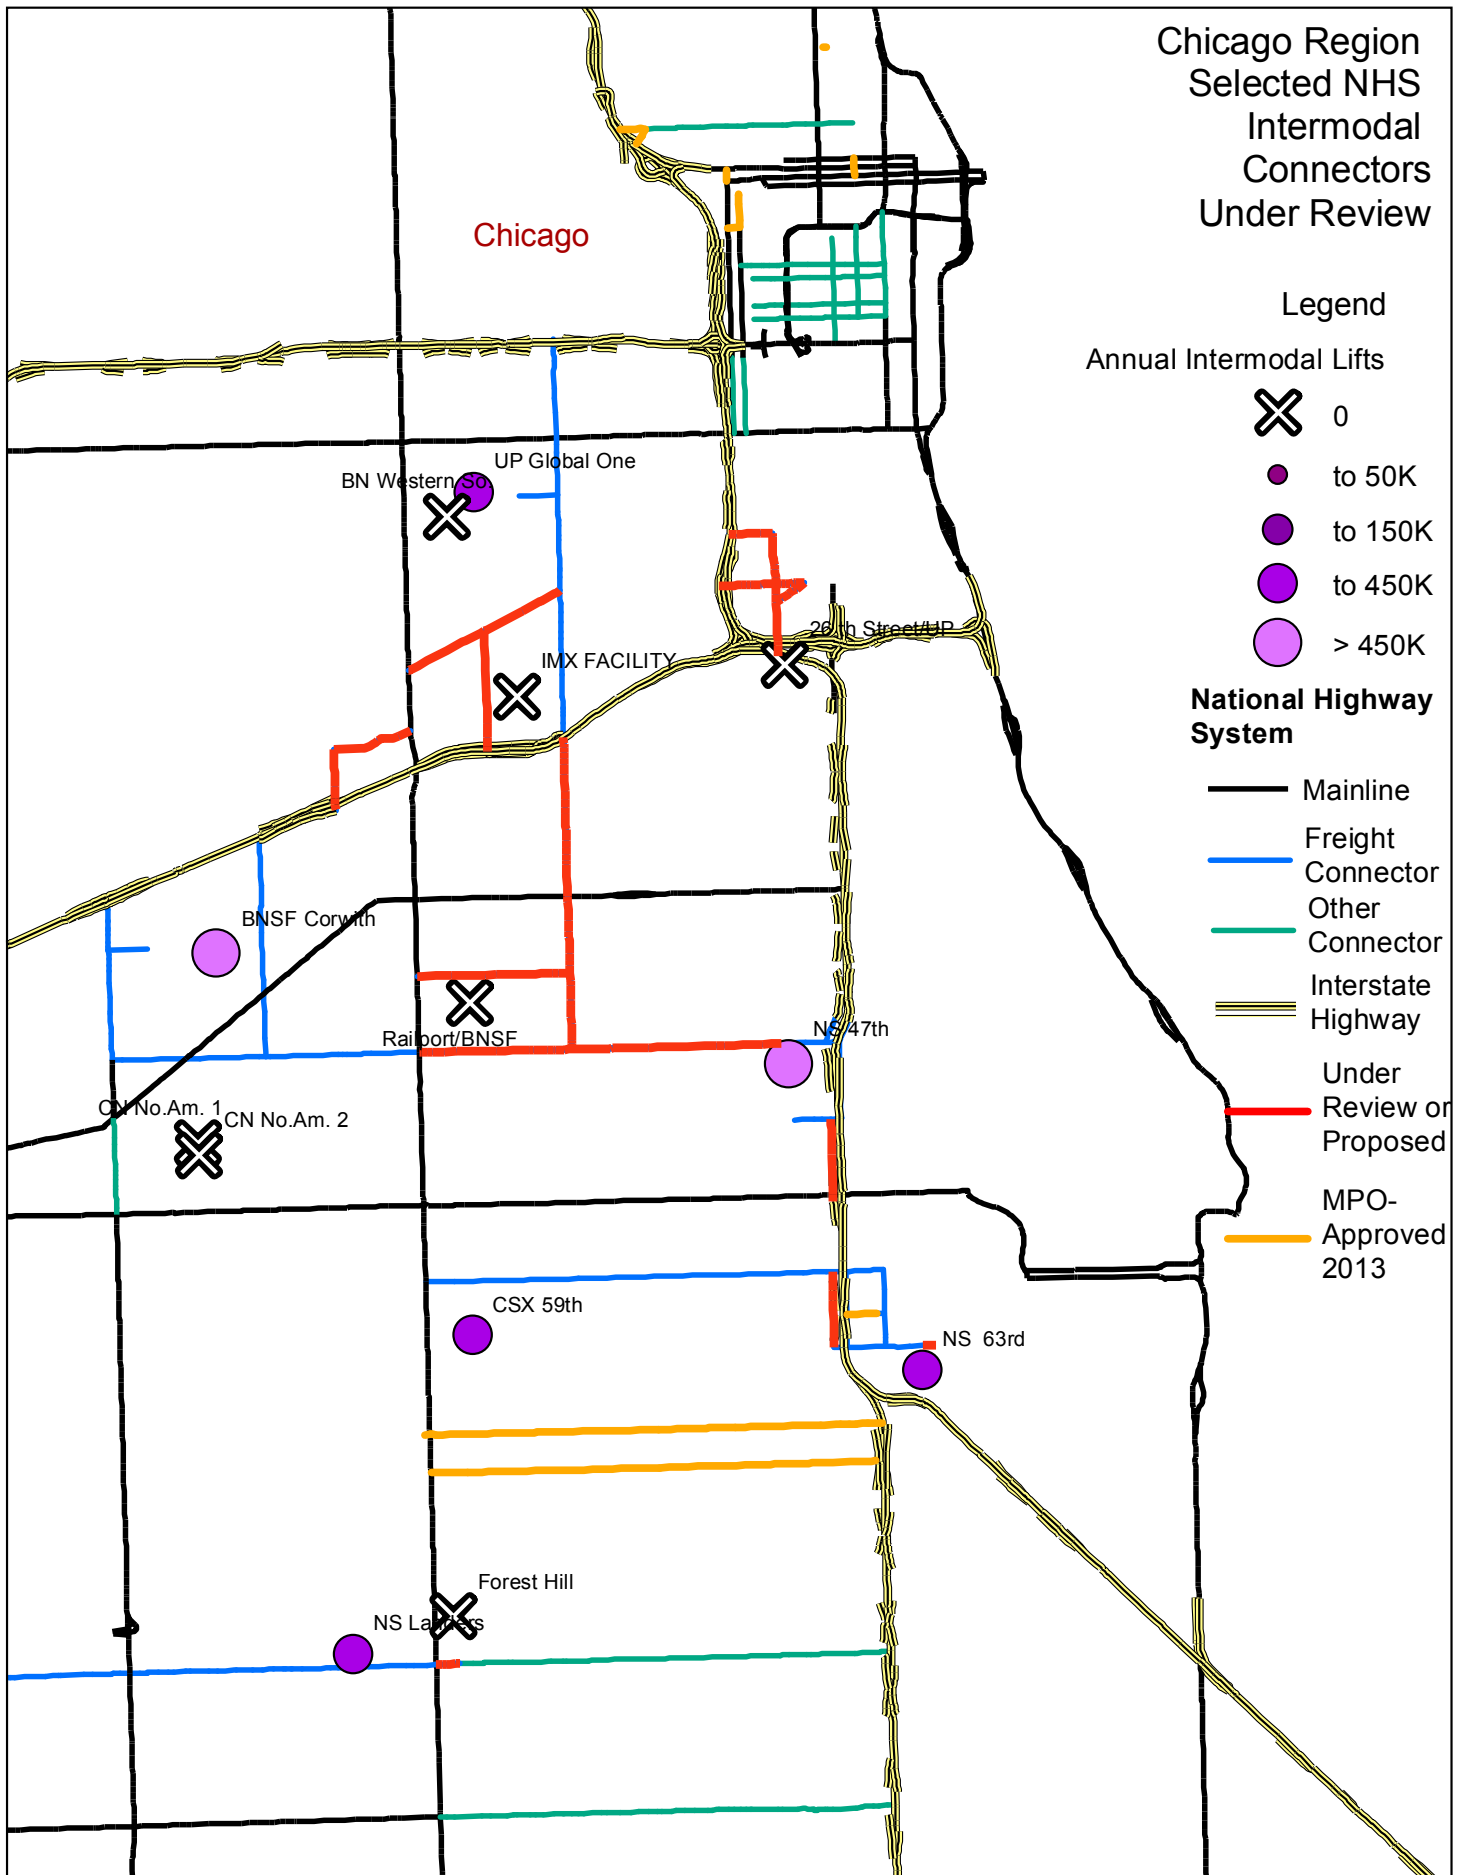 Chicago Region
Selected NHS
Intermodal
Connectors
Under Review
Chicago
Legend
Annual Intermodal Lifts
0
to 50K
to 150K
to 450K
> 450K
National Highway
System
Mainline
Freight
Connector
Other
Connector
Interstate
Highway
Under
Review or
Proposed
MPO-
Approved
2013
UP Global One
BN Western So.
26 th Street/UP
IMX FACILITY
BNSF Corwith
NS 47th
Railport/BNSF
CN No.Am. 1
CN No.Am. 2
CSX 59th
NS 63rd
Forest Hill
NS Landers